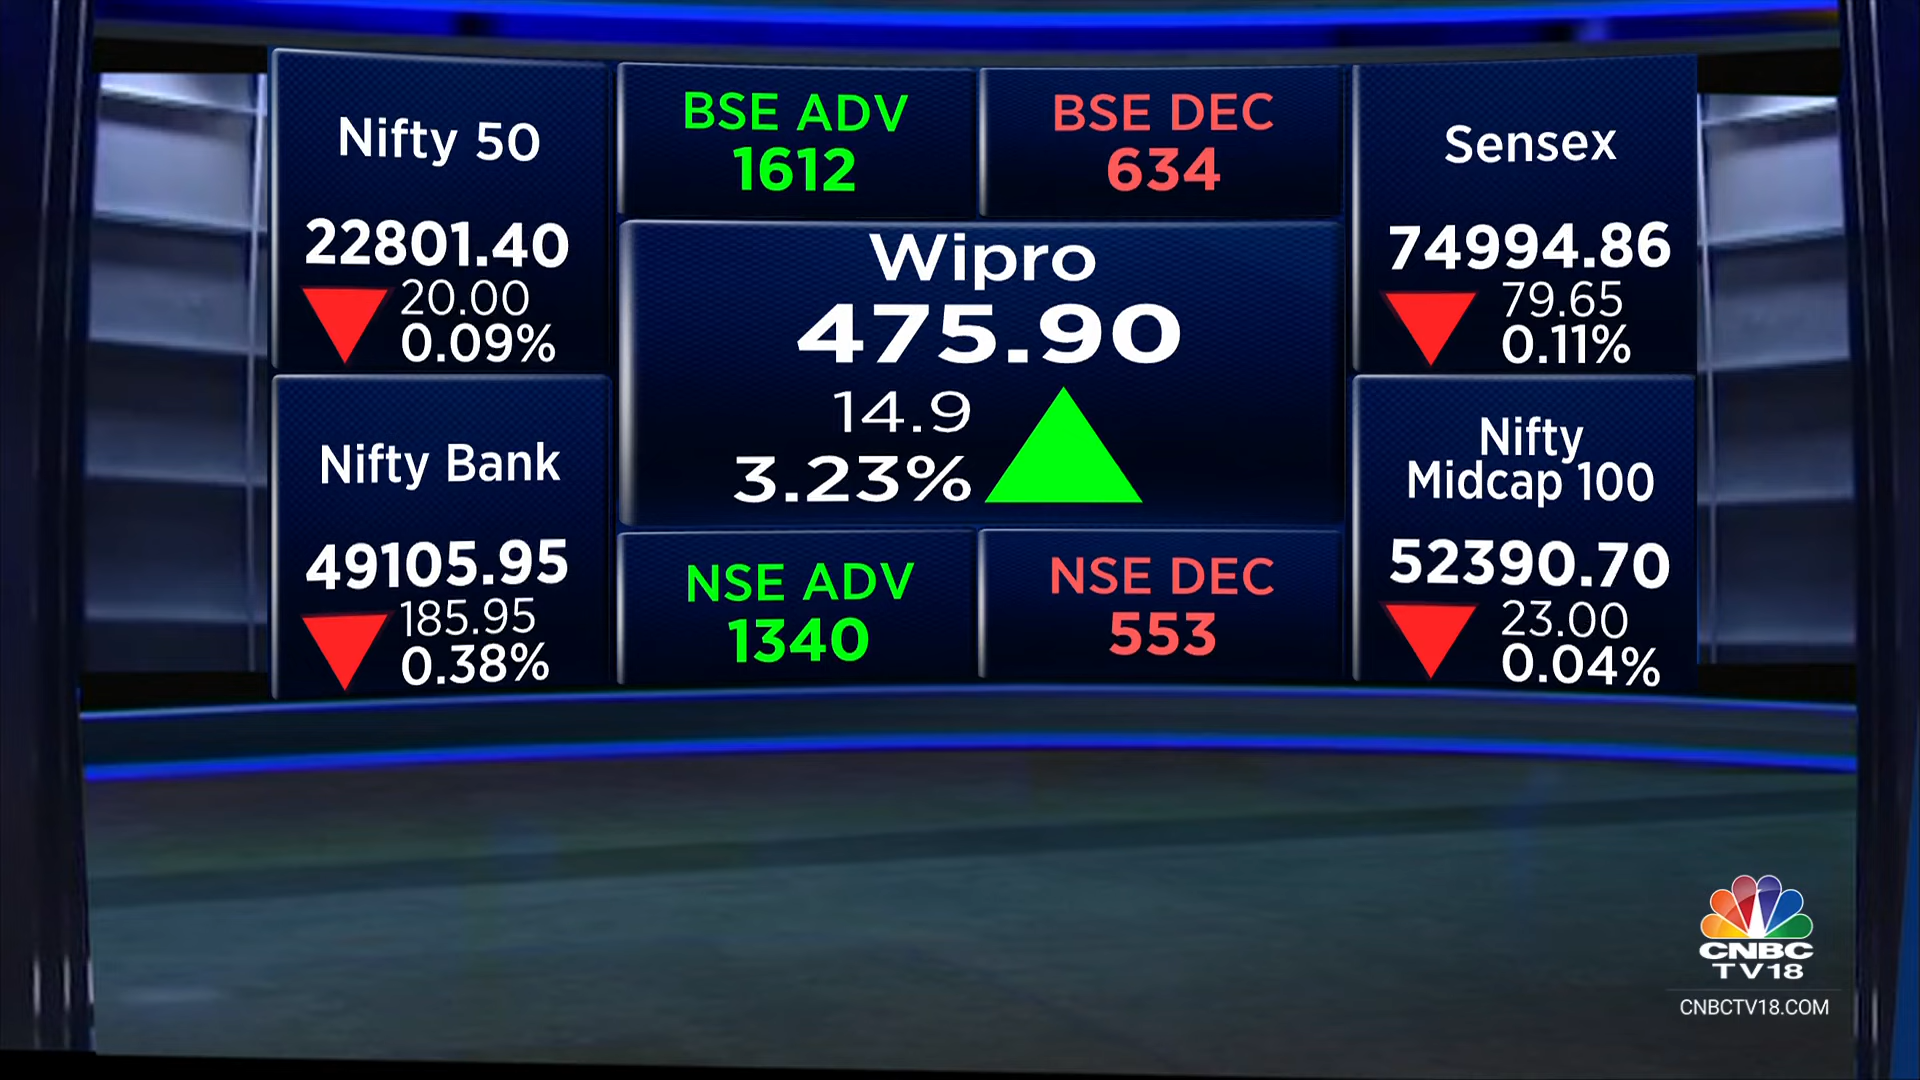 Nifty 50
22801.40
20.00
0.09%
BSE ADV
1612
BSE DEC
634
Sensex
74994.86
79.65
0.11%
Wipro
475.90
14.9
3.23%
Nifty Bank
49105.95
185.95
0.38%
NSE ADV
1340
NSE DEC
553
Nifty
Midcap 100
52390.70
23.00
0.04%
CNBC
TV18
CNBCTV18.COM